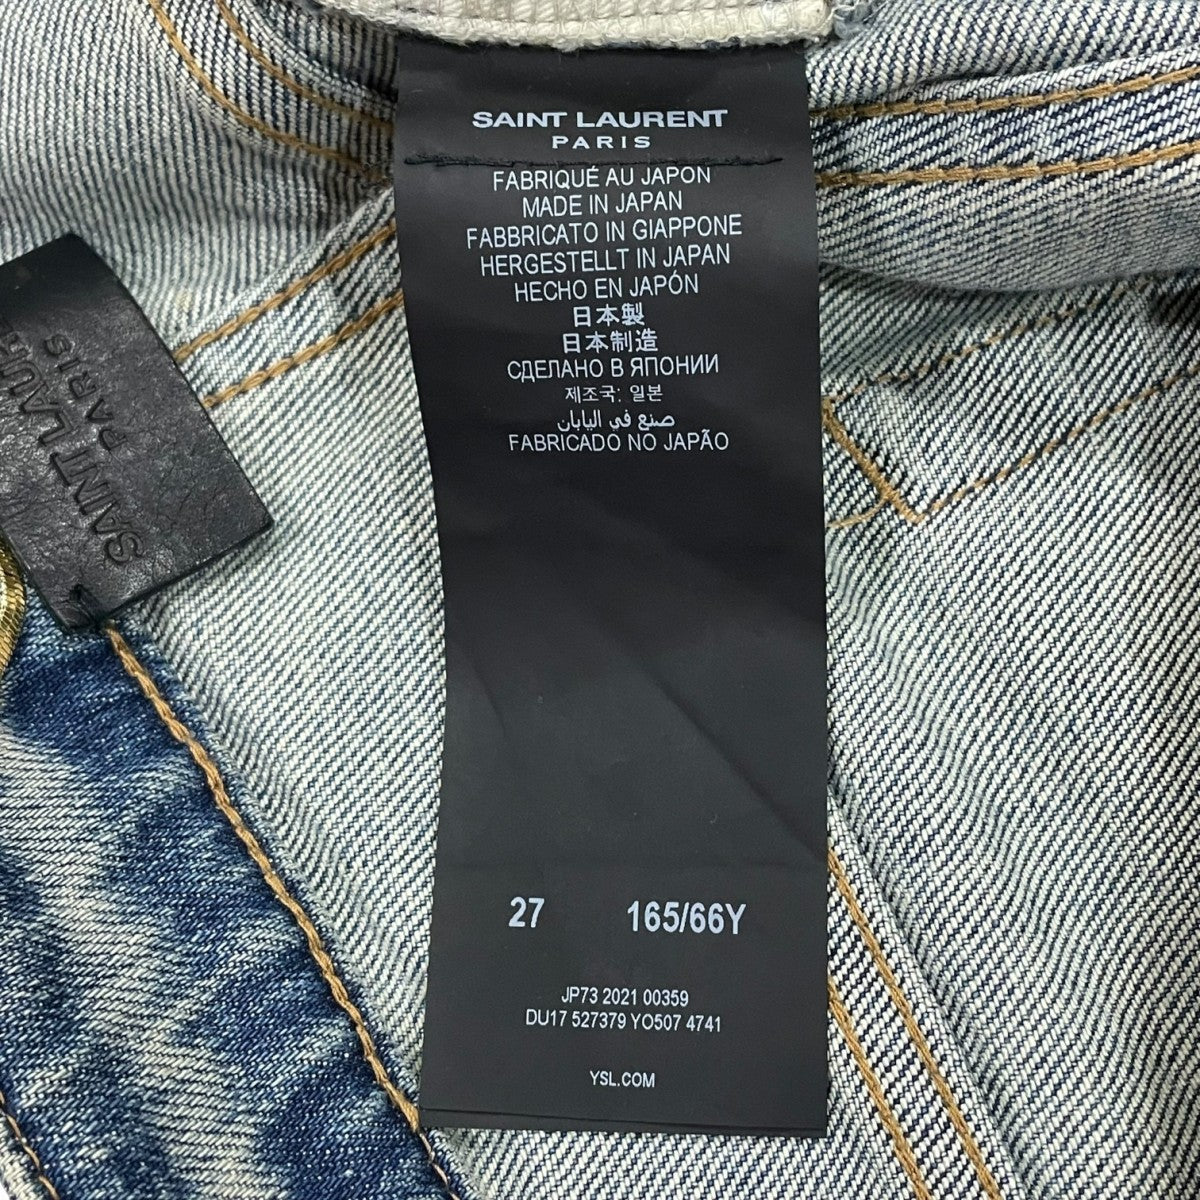 SAINT LAURENT
PARIS
FABRIQUÉ AU JAPON
MADE IN JAPAN
FABBRICATO IN GIAPPONE
HERGESTELLT IN JAPAN
HECHO EN JAPÓN
日本製
日本制造
СДЕЛАНО В ЯПОНИИ
제조국: 일본
صنع في اليابان
FABRICADO NO JAPÃO
27 165/66Y
JP73 2021 00359
DU17 527379 YO507 4741
YSL.COM
SAINT LAUR
PARIS